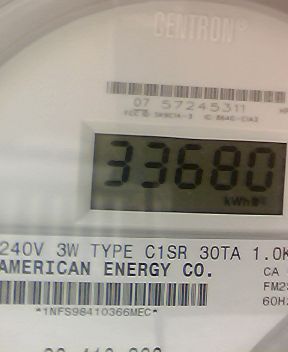 CENTRON®
07 57245311
33680
kWh
240V 3W TYPE C1SR 30TA 1.0K
AMERICAN ENERGY CO.
CA
FM2S
60HZ
*1NFS98410366MEC*